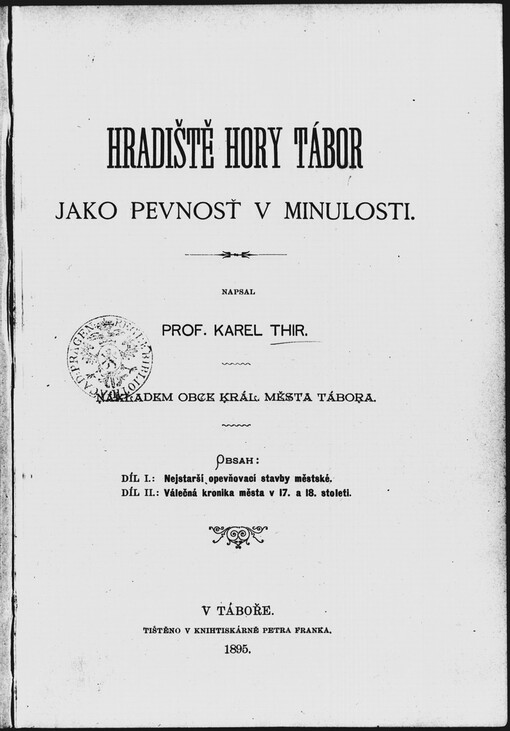 HRADIŠTĚ HORY TÁBOR
JAKO PEVNOSŤ V MINULOSTI.
NAPSAL
PROF. KAREL THIR.
NÁKLADEM OBCE KRÁL. MĚSTA TÁBORA.
OBSAH:
DÍL I.: Nejstarší opevňovací stavby městské.
DÍL II.: Válečná kronika města v 17. a 18. století.
V TÁBOŘE.
TIŠTĚNO V KNIHTISKÁRNĚ PETRA FRANKA.
1895.